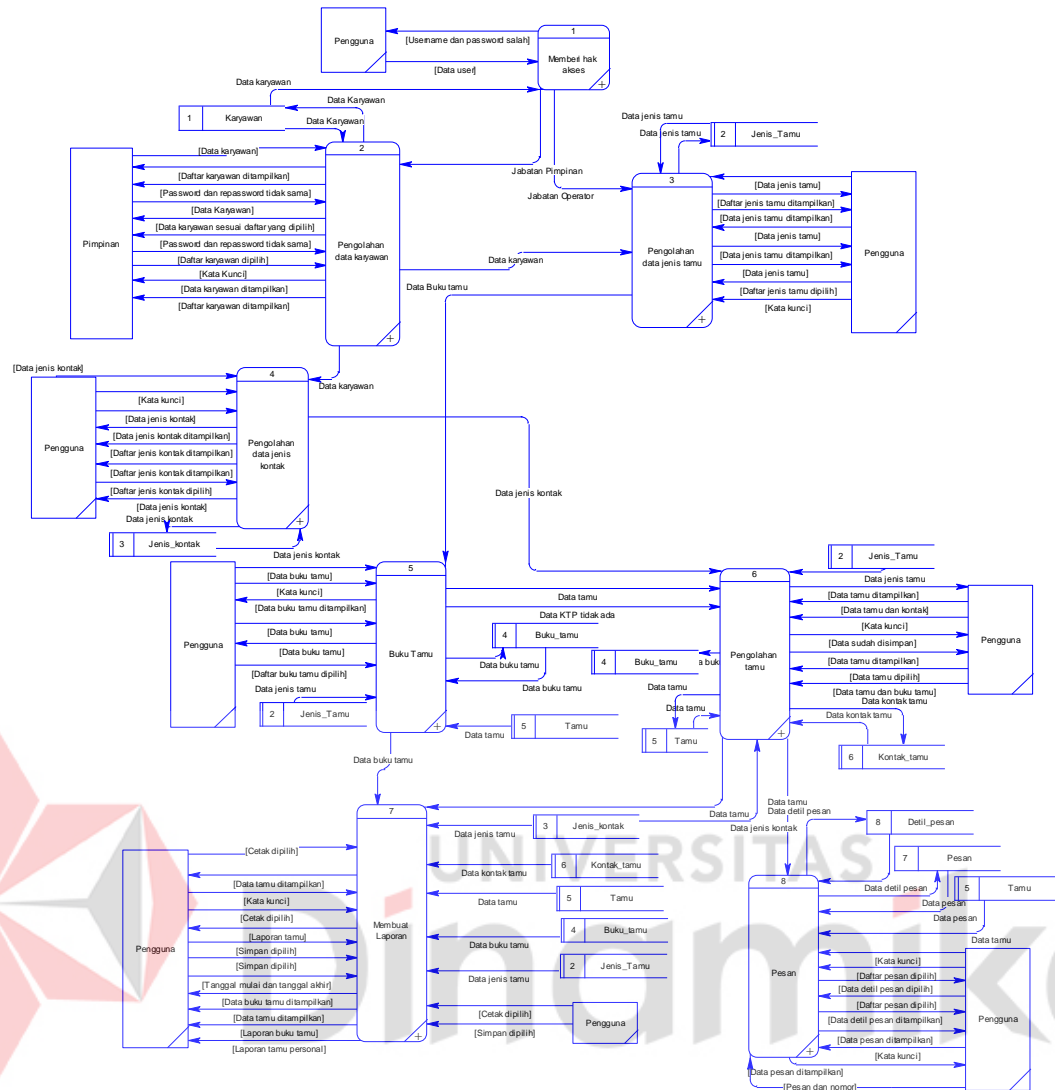 Pengguna
[Username dan password salah]
[Data user]
1
Memberi hak
akses
Data karyawan
Data Karyawan
1
Karyawan
Data Karyawan
Jabatan Pimpinan
Jabatan Operator
Data jenis tamu
Data jenis tamu
2
Jenis_Tamu
Pimpinan
[Data karyawan]
[Daftar karyawan ditampilkan]
[Password dan repassword tidak sama]
[Data Karyawan]
[Data karyawan sesuai daftar yang dipilih]
[Password dan repassword tidak sama]
[Daftar karyawan dipilih]
[Kata Kunci]
[Data karyawan ditampilkan]
[Daftar karyawan ditampilkan]
2
Pengolahan
data karyawan
Data karyawan
Data Buku tamu
3
Pengolahan
data jenis tamu
[Data jenis tamu]
[Daftar jenis tamu ditampilkan]
[Data jenis tamu ditampilkan]
[Data jenis tamu]
[Data jenis tamu ditampilkan]
[Data jenis tamu]
[Daftar jenis tamu dipilih]
[Kata kunci]
Pengguna
Data karyawan
[Data jenis kontak]
Pengguna
[Kata kunci]
[Data jenis kontak]
[Data jenis kontak ditampilkan]
[Daftar jenis kontak ditampilkan]
[Daftar jenis kontak ditampilkan]
[Daftar jenis kontak dipilih]
[Data jenis kontak]
Data jenis kontak
4
Pengolahan
data jenis
kontak
3
Jenis_kontak
Data jenis kontak
Data jenis kontak
Pengguna
[Data buku tamu]
[Kata kunci]
[Data buku tamu ditampilkan]
[Data buku tamu]
[Data buku tamu]
[Daftar buku tamu dipilih]
Data jenis tamu
2
Jenis_Tamu
5
Buku Tamu
Data tamu
Data KTP tidak ada
4
Buku_tamu
Data buku tamu
Data buku tamu
Data tamu
5
Tamu
Data buku tamu
2
Jenis_Tamu
Data jenis tamu
6
Pengolahan
tamu
4
Buku_tamu
5
Tamu
Data tamu
Data tamu
[Data tamu ditampilkan]
[Data tamu dan kontak]
[Kata kunci]
[Data sudah disimpan]
[Data tamu ditampilkan]
[Data tamu dipilih]
[Data tamu dan buku tamu]
Pengguna
Data kontak tamu
Data kontak tamu
6
Kontak_tamu
Data tamu
Data detil pesan
Data jenis kontak
7
Membuat
Laporan
Pengguna
[Cetak dipilih]
[Data tamu ditampilkan]
[Kata kunci]
[Cetak dipilih]
[Laporan tamu]
[Simpan dipilih]
[Simpan dipilih]
[Tanggal mulai dan tanggal akhir]
[Data buku tamu ditampilkan]
[Data tamu ditampilkan]
[Laporan buku tamu]
[Laporan tamu personal]
Data tamu
Data jenis tamu
3
Jenis_kontak
6
Kontak_tamu
Data kontak tamu
5
Tamu
Data tamu
4
Buku_tamu
Data buku tamu
2
Jenis_Tamu
Data jenis tamu
[Cetak dipilih]
[Simpan dipilih]
Pengguna
8
Pesan
8
Detil_pesan
7
Pesan
Data detil pesan
Data pesan
5
Tamu
Data pesan
Data tamu
[Kata kunci]
[Daftar pesan dipilih]
[Data detil pesan dipilih]
[Daftar pesan dipilih]
[Data detil pesan ditampilkan]
[Data pesan ditampilkan]
[Kata kunci]
[Data pesan ditampilkan]
[Pesan dan nomor]
Pengguna
UNIVERSITAS
Dinamika